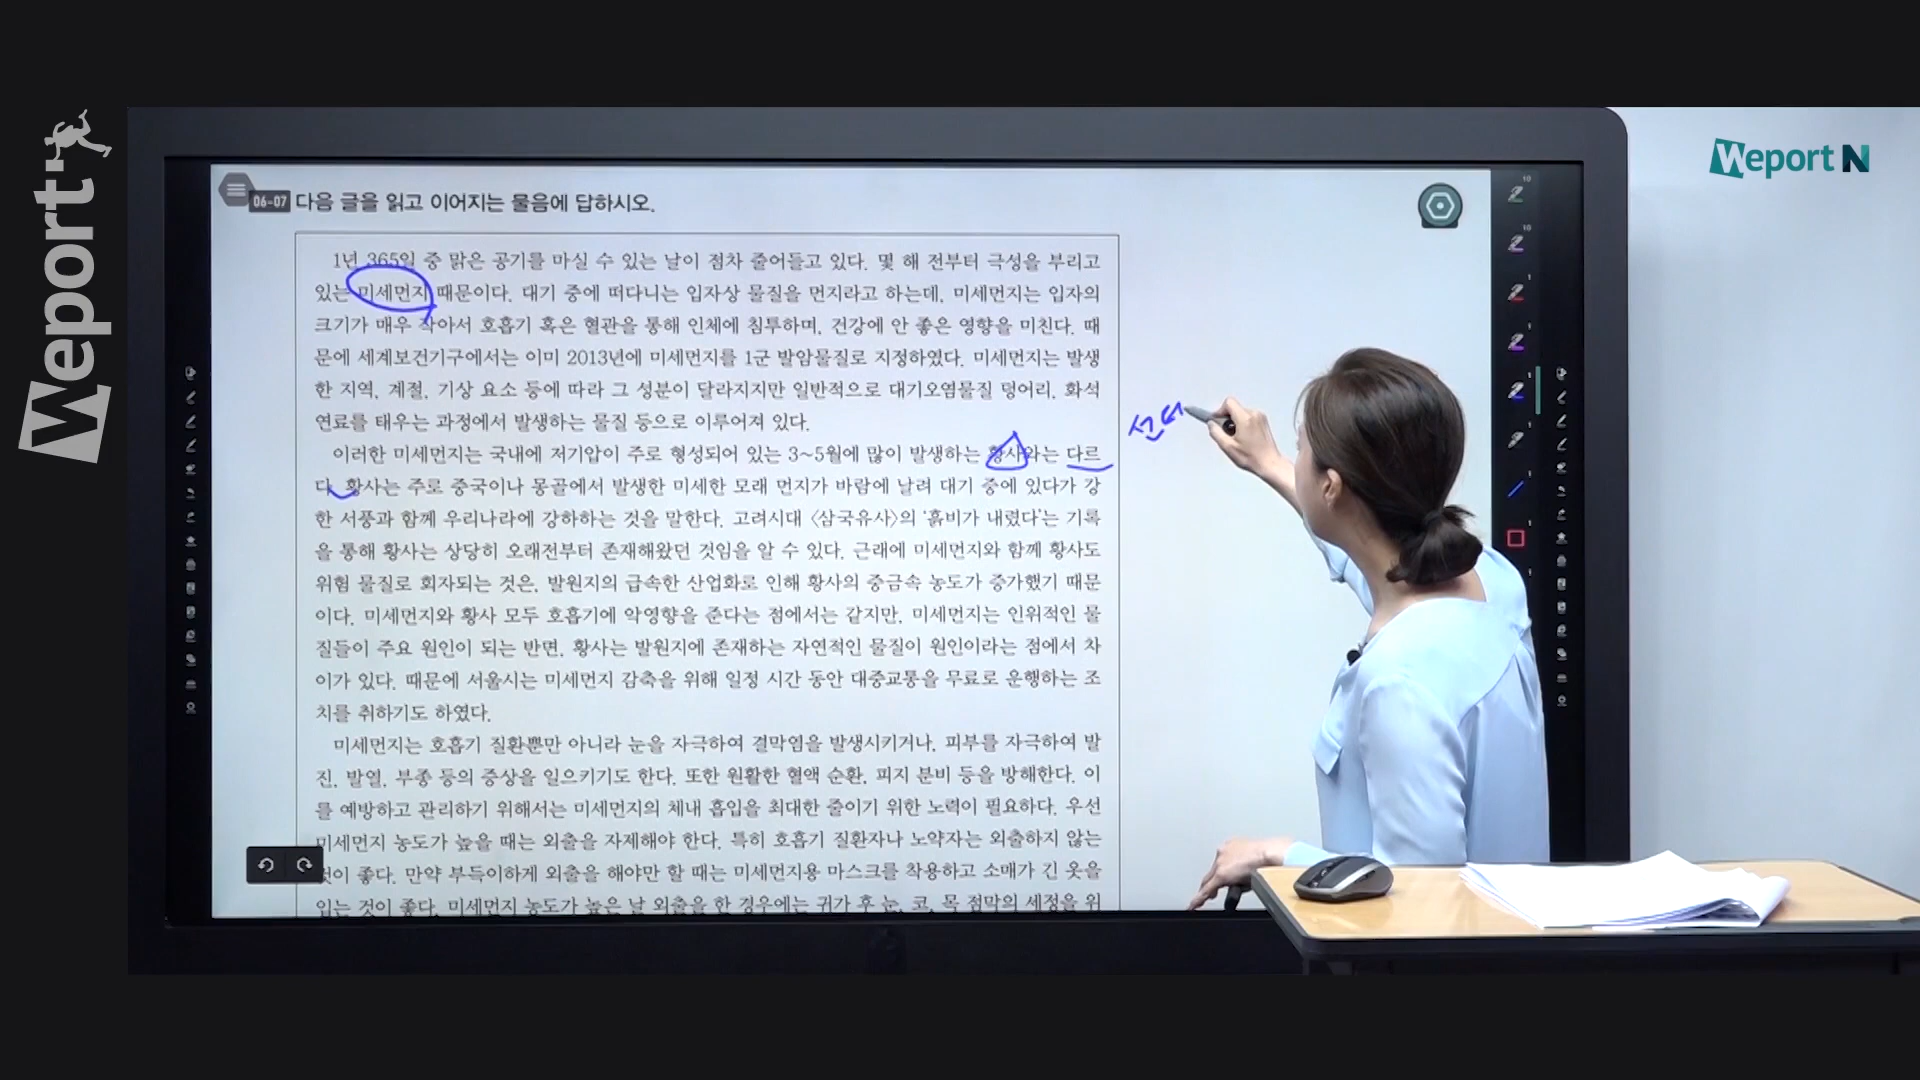 Weport's
Weport N
06-07 다음 글을 읽고 이어지는 물음에 답하시오.
1년 365일 중 맑은 공기를 마실 수 있는 날이 점차 줄어들고 있다. 몇 해 전부터 극성을 부리고
있는 미세먼지 때문이다. 대기 중에 떠다니는 입자상 물질을 먼지라고 하는데, 미세먼지는 입자의
크기가 매우 작아서 호흡기 혹은 혈관을 통해 인체에 침투하며, 건강에 안 좋은 영향을 미친다. 때
문에 세계보건기구에서는 이미 2013년에 미세먼지를 1군 발암물질로 지정하였다. 미세먼지는 발생
한 지역, 계절, 기상 요소 등에 따라 그 성분이 달라지지만 일반적으로 대기오염물질 덩어리, 화석
연료를 태우는 과정에서 발생하는 물질 등으로 이루어져 있다.
이러한 미세먼지는 국내에 저기압이 주로 형성되어 있는 3~5월에 많이 발생하는 황사와는 다르
다. 황사는 주로 중국이나 몽골에서 발생한 미세한 모래 먼지가 바람에 날려 대기 중에 있다가 강
한 서풍과 함께 우리나라에 강하하는 것을 말한다. 고려시대 〈삼국유사〉의 '흙비가 내렸다'는 기록
을 통해 황사는 상당히 오래전부터 존재해왔던 것임을 알 수 있다. 근래에 미세먼지와 함께 황사도
위험 물질로 회자되는 것은, 발원지의 급속한 산업화로 인해 황사의 중금속 농도가 증가했기 때문
이다. 미세먼지와 황사 모두 호흡기에 악영향을 준다는 점에서는 같지만, 미세먼지는 인위적인 물
질들이 주요 원인이 되는 반면, 황사는 발원지에 존재하는 자연적인 물질이 원인이라는 점에서 차
이가 있다. 때문에 서울시는 미세먼지 감축을 위해 일정 시간 동안 대중교통을 무료로 운행하는 조
치를 취하기도 하였다.
미세먼지는 호흡기 질환뿐만 아니라 눈을 자극하여 결막염을 발생시키거나, 피부를 자극하여 발
진, 발열, 부종 등의 증상을 일으키기도 한다. 또한 원활한 혈액 순환, 피지 분비 등을 방해한다. 이
를 예방하고 관리하기 위해서는 미세먼지의 체내 흡입을 최대한 줄이기 위한 노력이 필요하다. 우선
미세먼지 농도가 높을 때는 외출을 자제해야 한다. 특히 호흡기 질환자나 노약자는 외출하지 않는
것이 좋다. 만약 부득이하게 외출을 해야만 할 때는 미세먼지용 마스크를 착용하고 소매가 긴 옷을
입는 것이 좋다. 미세먼지 농도가 높은 날 외출을 한 경우에는 귀가 후 눈, 코, 목 점막의 세정을 위